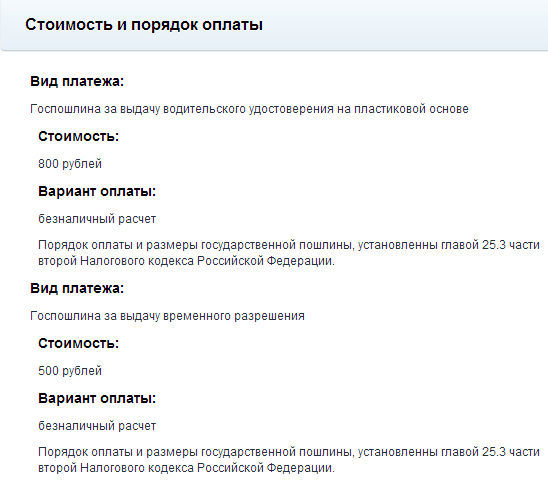 Стоимость и порядок оплаты
Вид платежа:
Госпошлина за выдачу водительского удостоверения на пластиковой основе
Стоимость:
800 рублей
Вариант оплаты:
безналичный расчет
Порядок оплаты и размеры государственной пошлины, установленны главой 25.3 части
второй Налогового кодекса Российской Федерации.
Вид платежа:
Госпошлина за выдачу временного разрешения
Стоимость:
500 рублей
Вариант оплаты:
безналичный расчет
Порядок оплаты и размеры государственной пошлины, установленны главой 25.3 части
второй Налогового кодекса Российской Федерации.